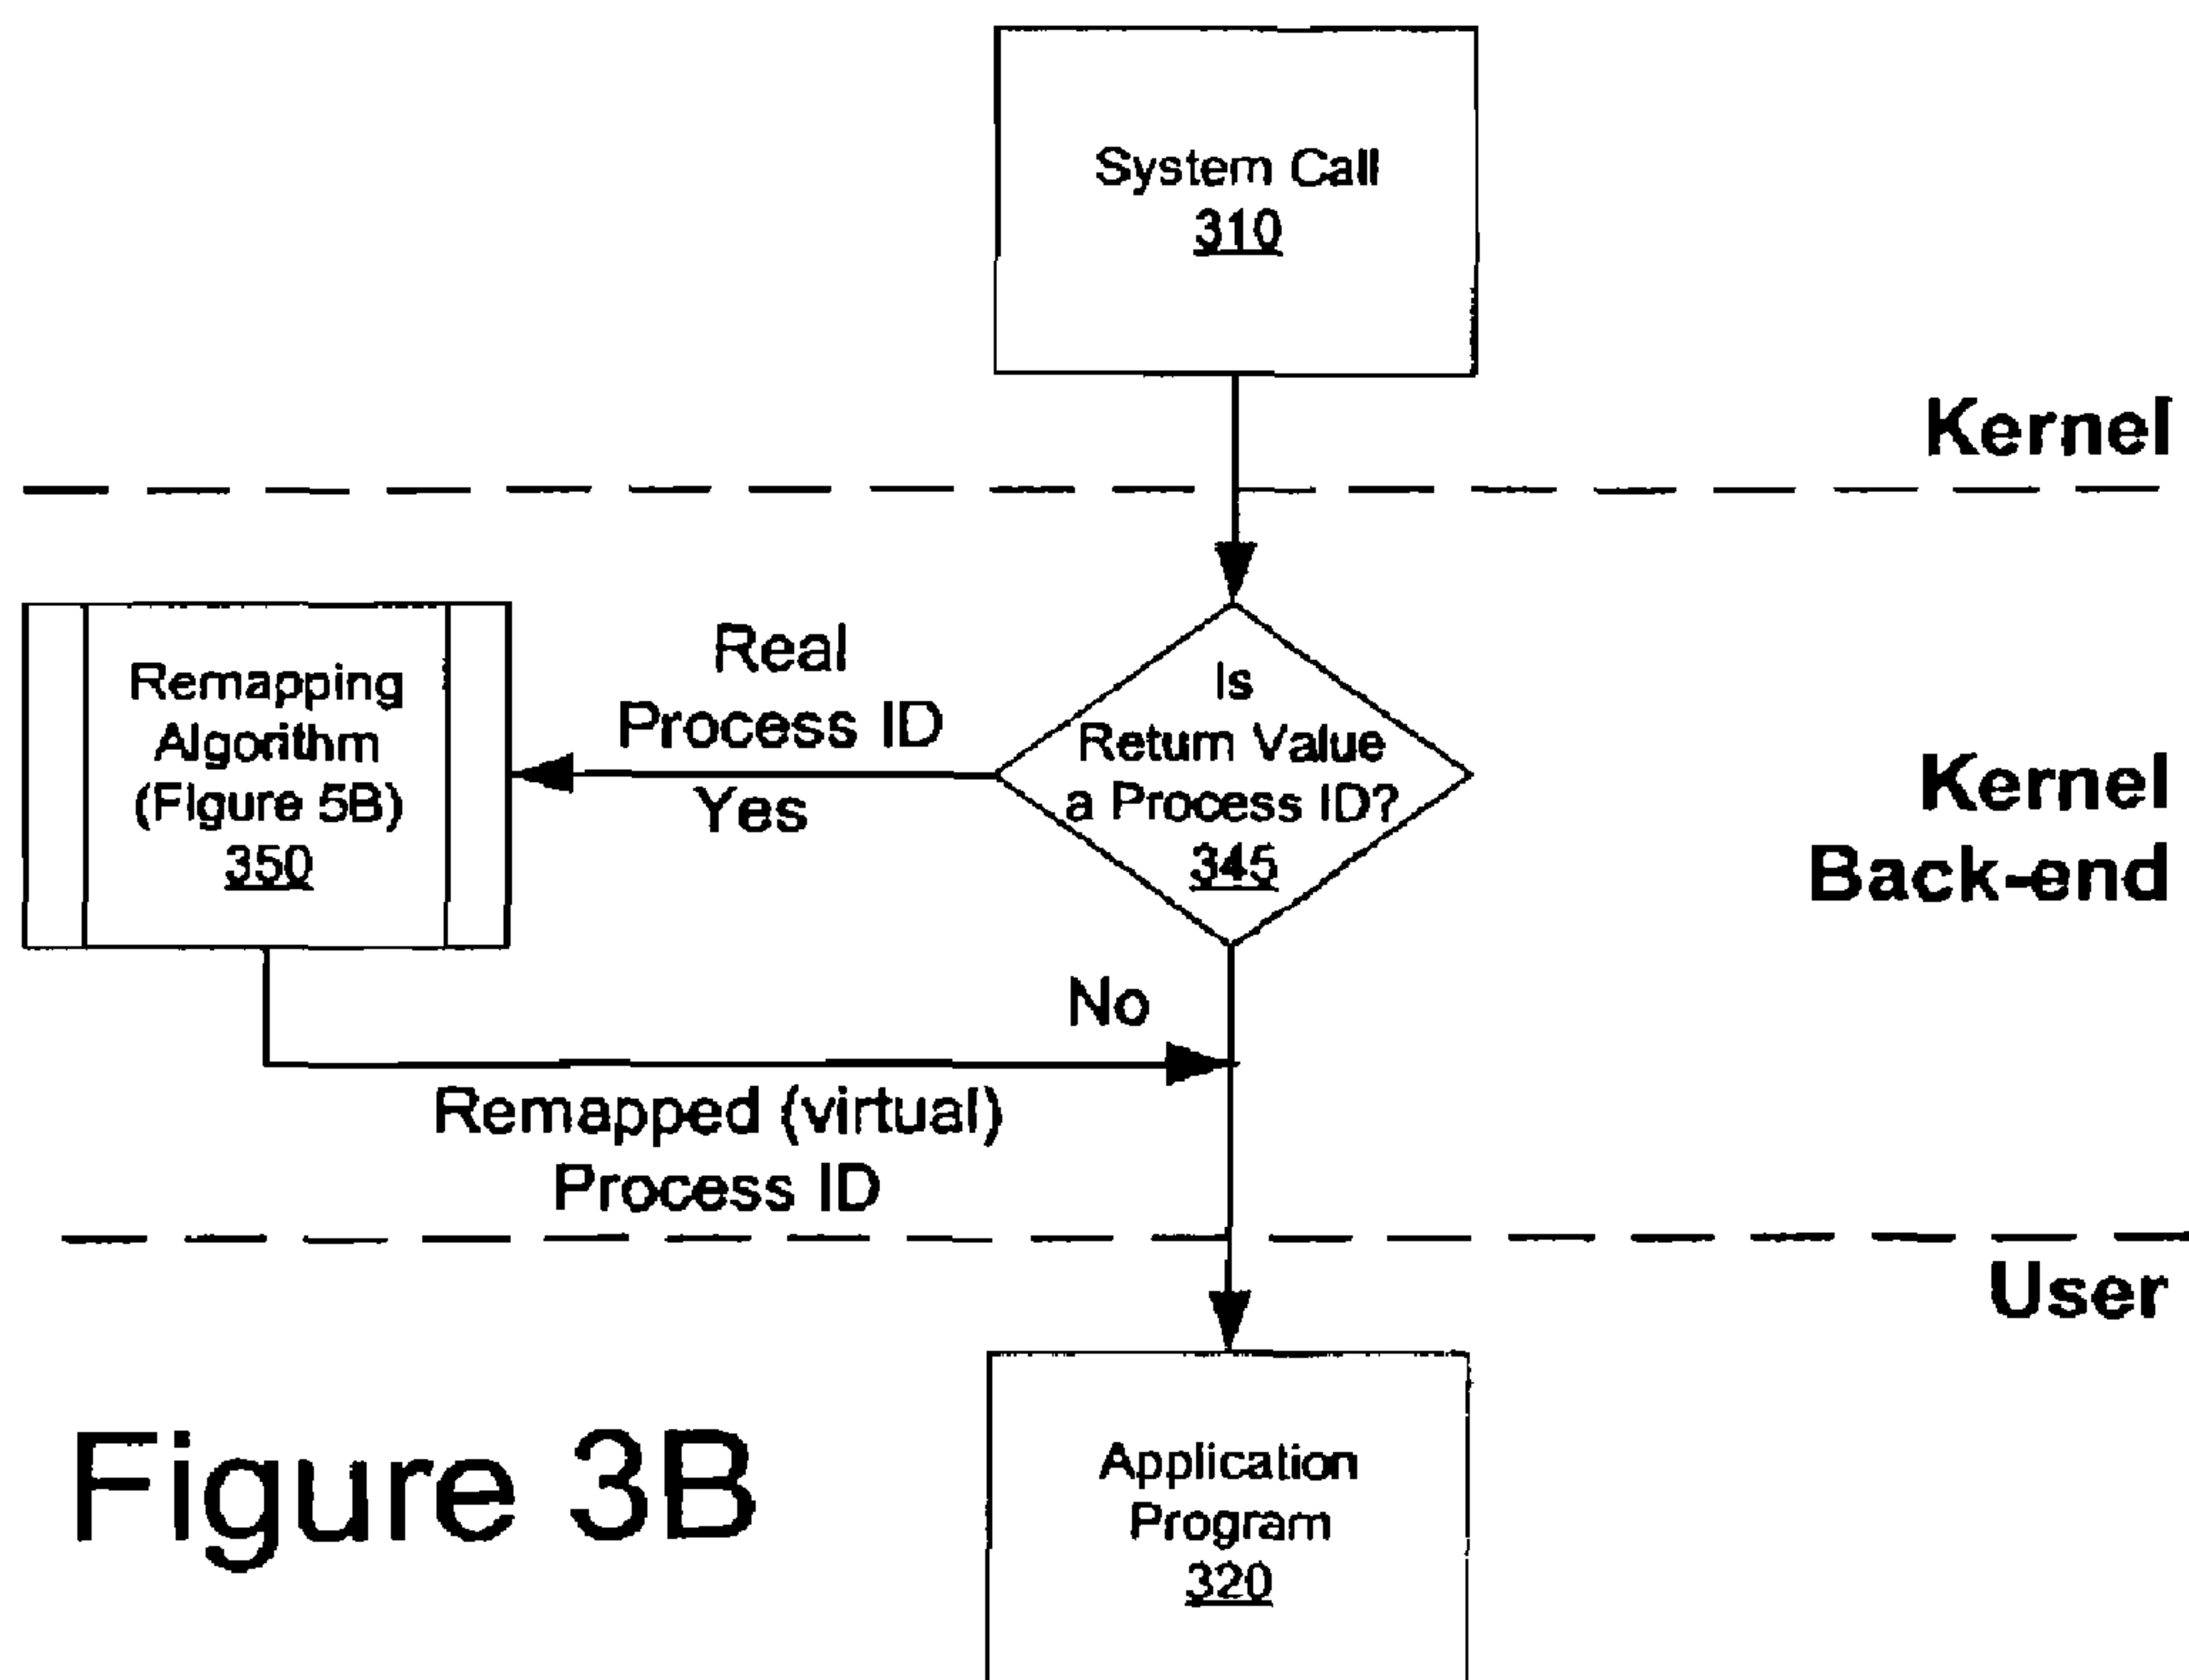 System Call
310
Kernel
Remapping
Algorithm
(Figure 5B)
350
Real
Process ID
Yes
Is
Return Value
a Process ID?
345
Kernel
Back-end
No
Remapped (virtual)
Process ID
User
Application
Program
320
Figure 3B